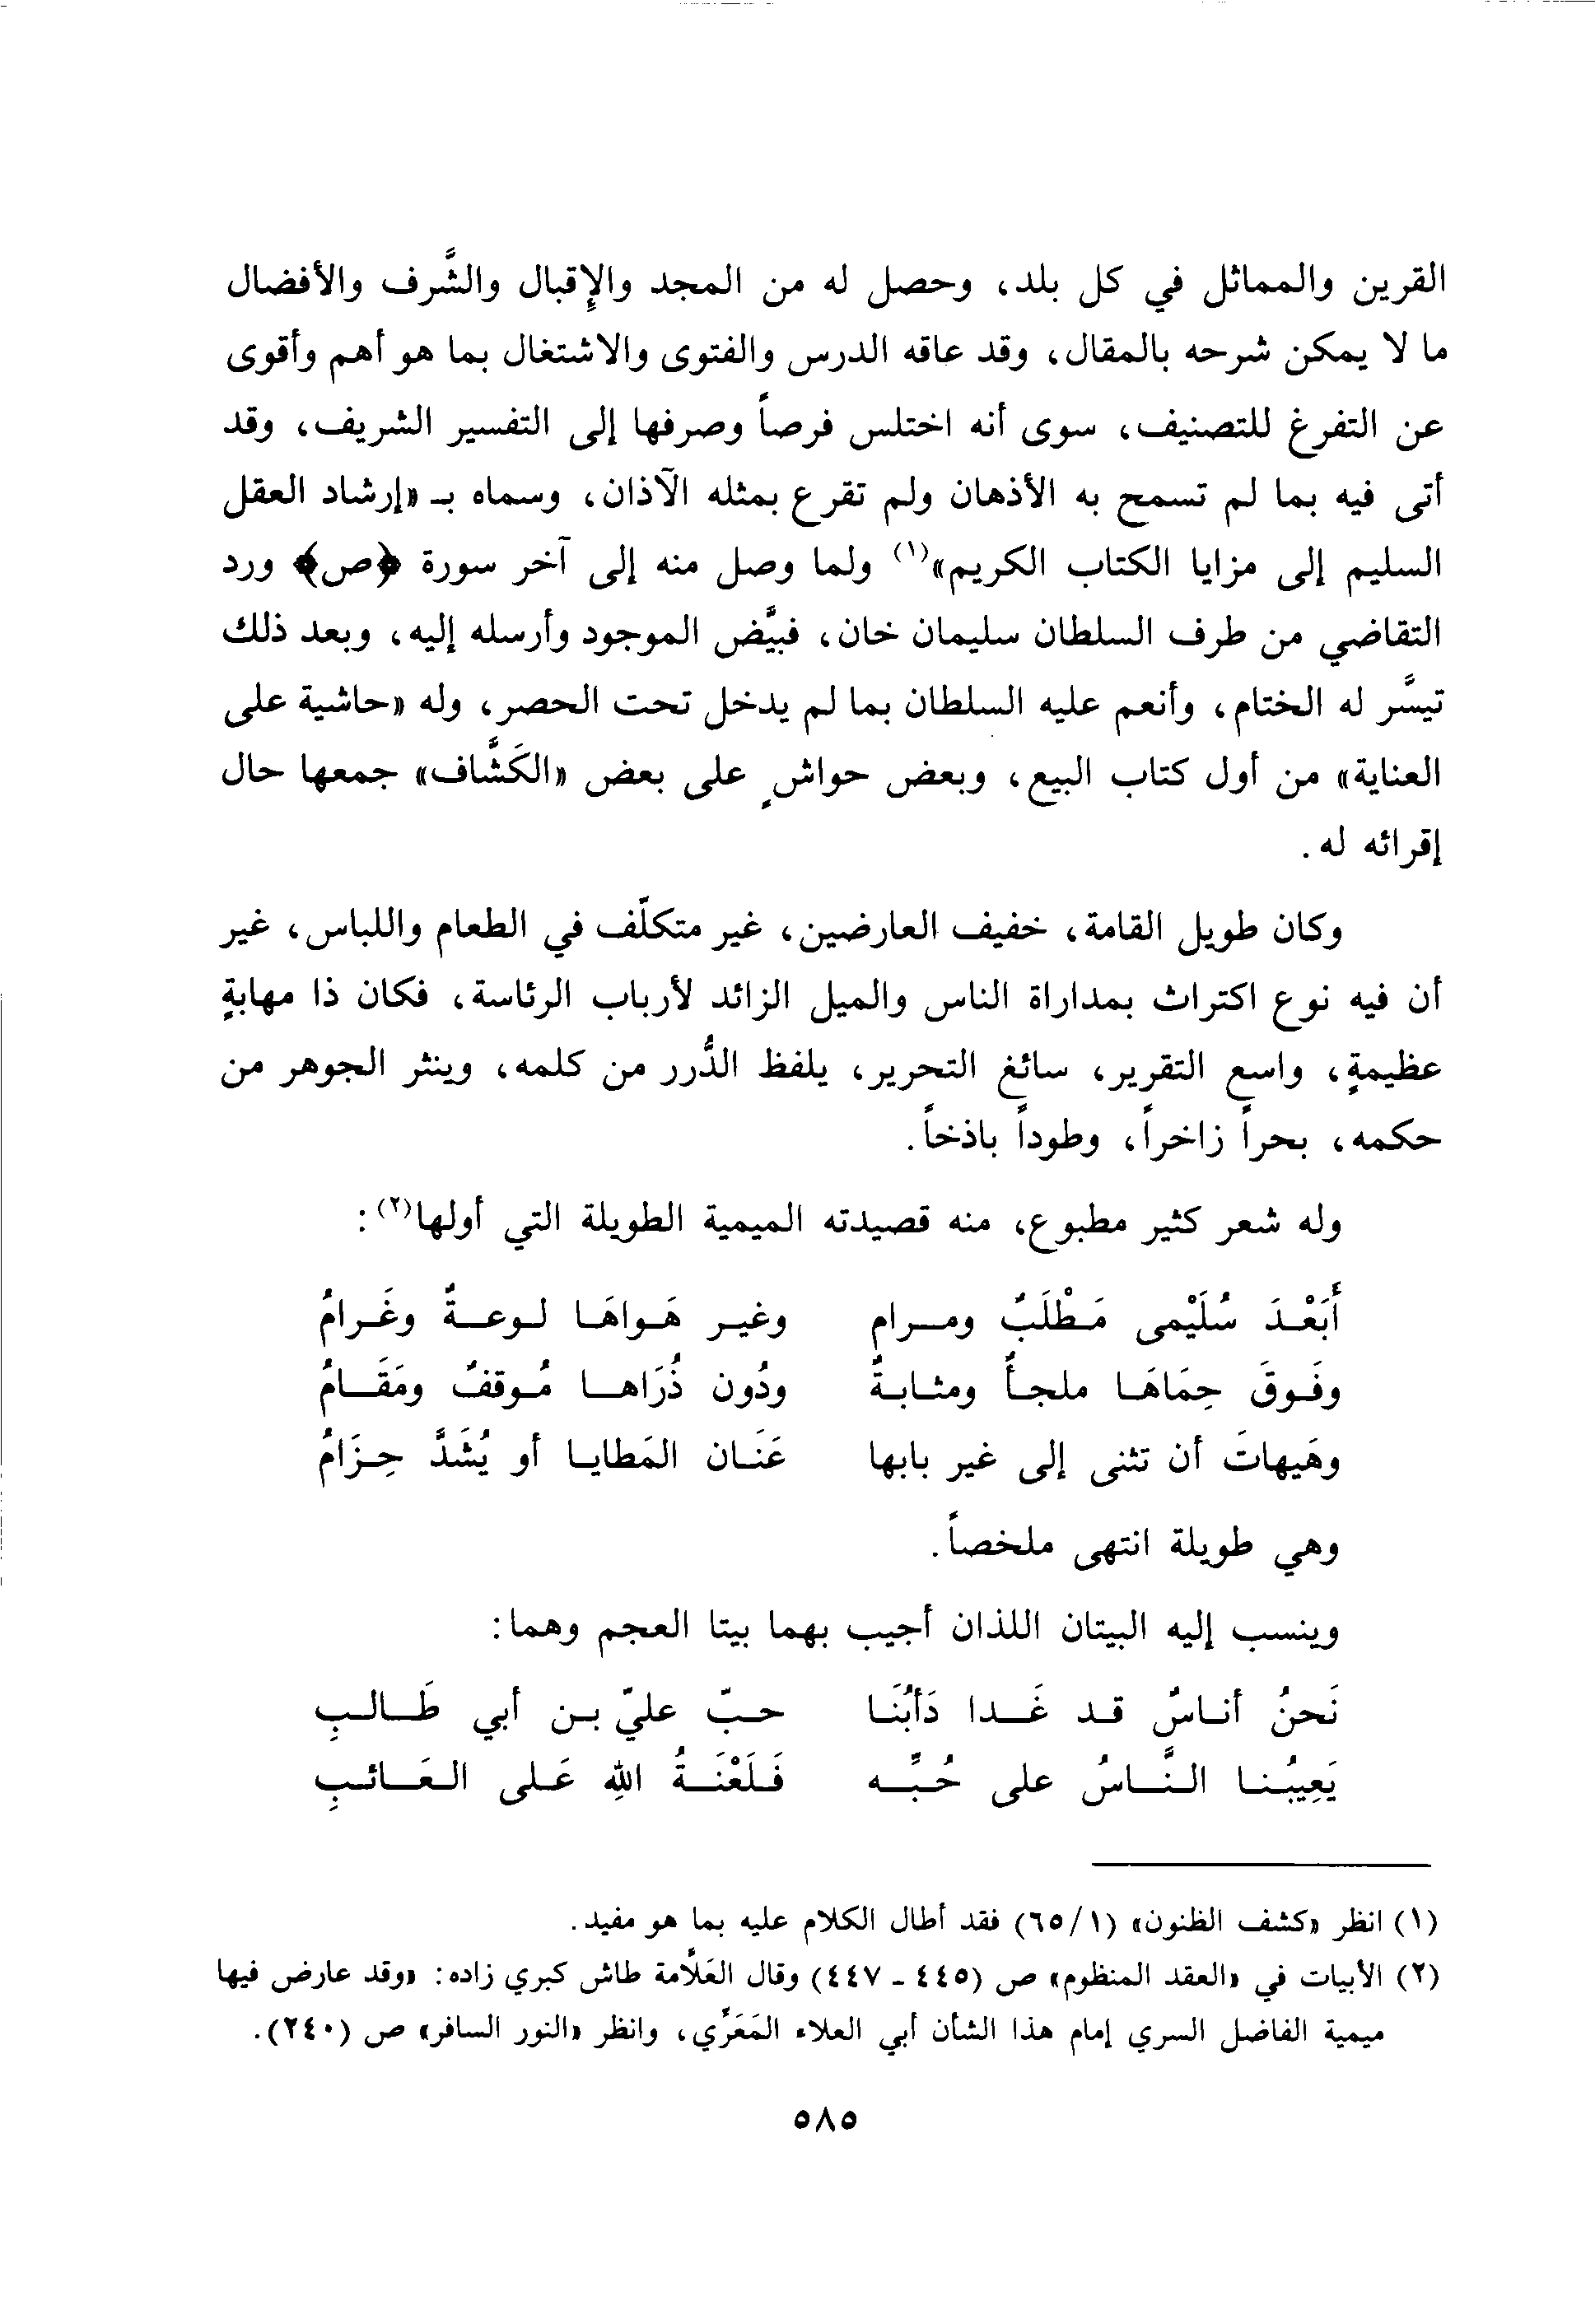 القرين والمماثل في كل بلد، وحصل له من المجد والإِقبال والشَّرف والأفضال
ما لا يمكن شرحه بالمقال، وقد عاقه الدرس والفتوى والاشتغال بما هو أهم وأقوى
عن التفرغ للتصنيف، سوى أنه اختلس فرصاً وصرفها إلى التفسير الشريف، وقد
أتى فيه بما لم تسمح به الأذهان ولم تقرع بمثله الآذان، وسماه بـ «إرشاد العقل
السليم إلى مزايا الكتاب الكريم»(١) ولما وصل منه إلى آخر سورة ﴿ص﴾ ورد
التقاضي من طرف السلطان سليمان خان، فبيَّض الموجود وأرسله إليه، وبعد ذلك
تيسَّر له الختام، وأنعم عليه السلطان بما لم يدخل تحت الحصر، وله «حاشية على
العناية» من أول كتاب البيع، وبعض حواشٍ على بعض «الكَشَّاف» جمعها حال
إقرائه له.
وكان طويل القامة، خفيف العارضين، غير متكلّف في الطعام واللباس، غير
أن فيه نوع اكتراث بمداراة الناس والميل الزائد لأرباب الرئاسة، فكان ذا مهابةٍ
عظيمةٍ، واسع التقرير، سائغ التحرير، يلفظ الدُّرر من كلمه، وينثر الجوهر من
حكمه، بحراً زاخراً، وطوداً باذخاً.
وله شعر كثير مطبوع، منه قصيدته الميمية الطويلة التي أولها(٢):
أَبَعْدَ سُلَيْمى مَطْلَبٌ ومرام وغير هَواهَا لوعةٌ وغَرامُ
وفَوقَ حِمَاهَا ملجأٌ ومثابةٌ ودُون ذُرَاها مُوقفٌ ومَقَامُ
وهَيهاتَ أن تثنى إلى غير بابها عَنَان المَطايا أو يُشَدَّ حِزَامُ
وهي طويلة انتهى ملخصاً.
وينسب إليه البيتان اللذان أجيب بهما بيتا العجم وهما:
نَحنُ أناسٌ قد غَدا دَأبُنَا حبّ عليّ بن أبي طَالبِ
يَعِيبُنا النَّاسُ على حُبِّه فَلَعْنَةُ اللهِ عَلى العَائبِ
(١) انظر «كشف الظنون» (٦٥/١) فقد أطال الكلام عليه بما هو مفيد.
(٢) الأبيات في «العقد المنظوم» ص (٤٤٥ - ٤٤٧) وقال العَلَّامة طاش كبري زاده: «وقد عارض فيها
ميمية الفاضل السري إمام هذا الشأن أبي العلاء المَعَرِّي، وانظر «النور السافر» ص (٢٤٠).
٥٨٥